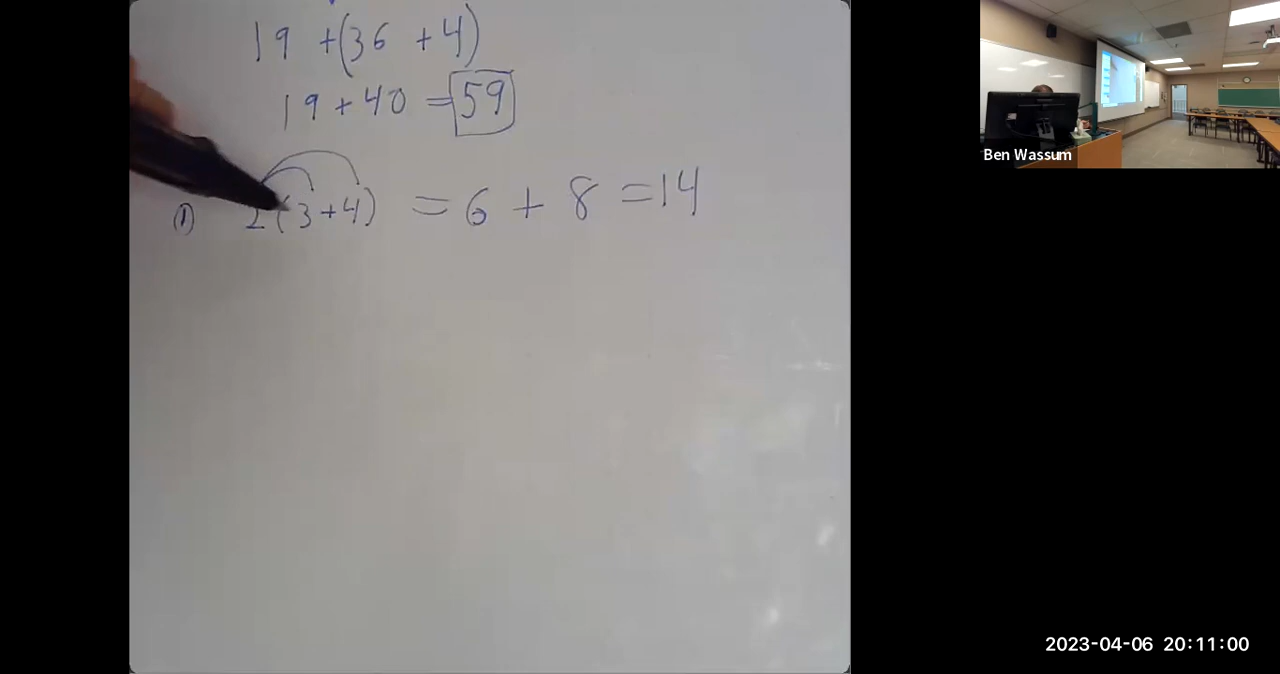 19 + (36 + 4)
19 + 40 = 59
① 2(3+4) = 6 + 8 = 14
Ben Wassum
2023-04-06 20:11:00